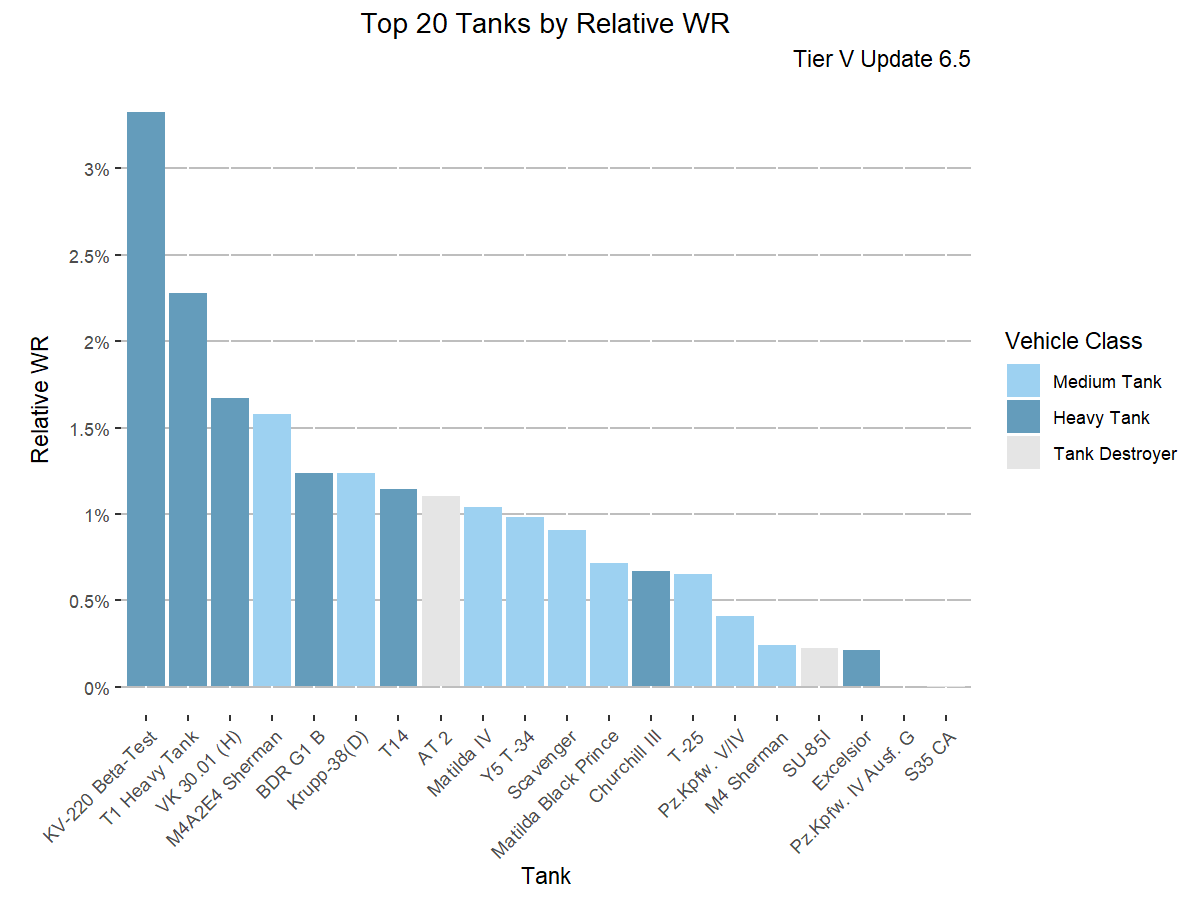 Top 20 Tanks by Relative WR
Tier V Update 6.5
3%
2.5%
2%
1.5%
1%
0.5%
0%
Relative WR
KV-220 Beta-Test
T1 Heavy Tank
VK 30.01 (H)
M4A2E4 Sherman
BDR G1 B
Krupp-38(D)
T14
AT 2
Matilda IV
Y5 T-34
Scavenger
Matilda Black Prince
Churchill III
T-25
Pz.Kpfw. V/IV
M4 Sherman
SU-85I
Excelsior
Pz.Kpfw. IV Ausf. G
S35 CA
Tank
Vehicle Class
Medium Tank
Heavy Tank
Tank Destroyer